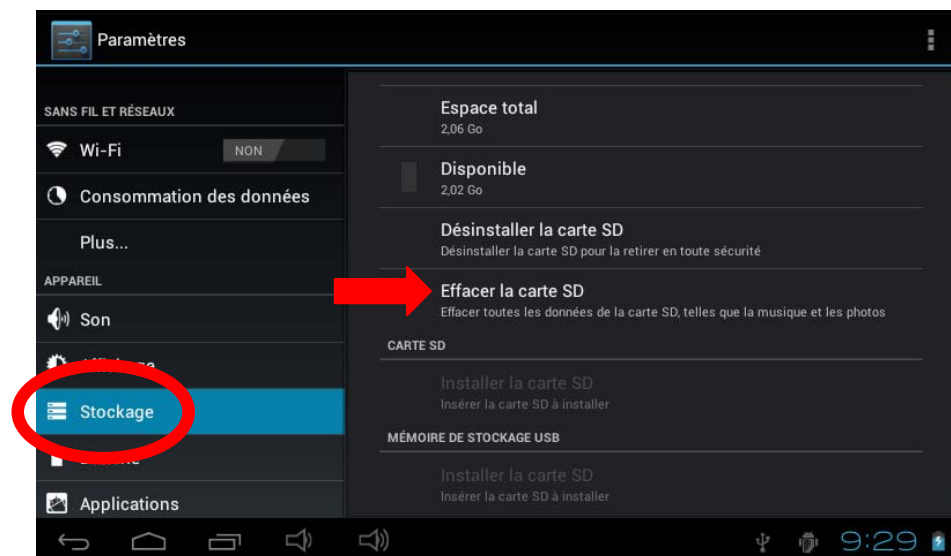 Paramètres
SANS FIL ET RÉSEAUX
Wi-Fi
NON
Consommation des données
Plus...
APPAREIL
Son
Stockage
Applications
Espace total
2,06 Go
Disponible
2,02 Go
Désinstaller la carte SD
Désinstaller la carte SD pour la retirer en toute sécurité
Effacer la carte SD
Effacer toutes les données de la carte SD, telles que la musique et les photos
CARTE SD
Installer la carte SD
Insérer la carte SD à installer
MÉMOIRE DE STOCKAGE USB
Installer la carte SD
Insérer la carte SD à installer
9:29